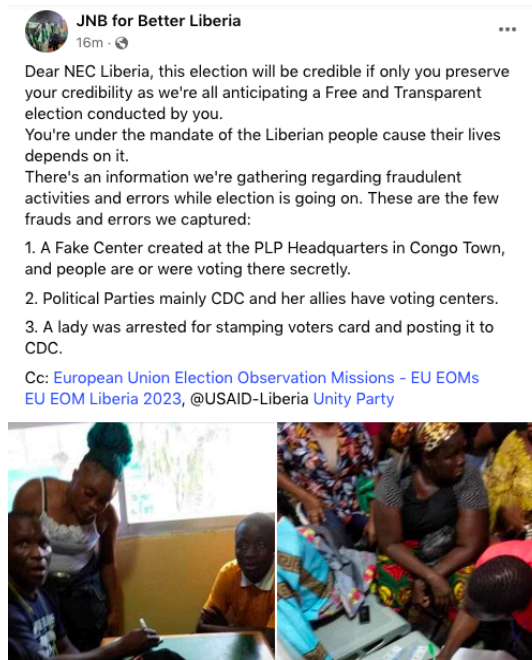 JNB for Better Liberia
16m ·
Dear NEC Liberia, this election will be credible if only you preserve
your credibility as we're all anticipating a Free and Transparent
election conducted by you.
You're under the mandate of the Liberian people cause their lives
depends on it.
There's an information we're gathering regarding fraudulent
activities and errors while election is going on. These are the few
frauds and errors we captured:
1. A Fake Center created at the PLP Headquarters in Congo Town,
and people are or were voting there secretly.
2. Political Parties mainly CDC and her allies have voting centers.
3. A lady was arrested for stamping voters card and posting it to
CDC.
Cc: European Union Election Observation Missions - EU EOMs
EU EOM Liberia 2023, @USAID-Liberia Unity Party